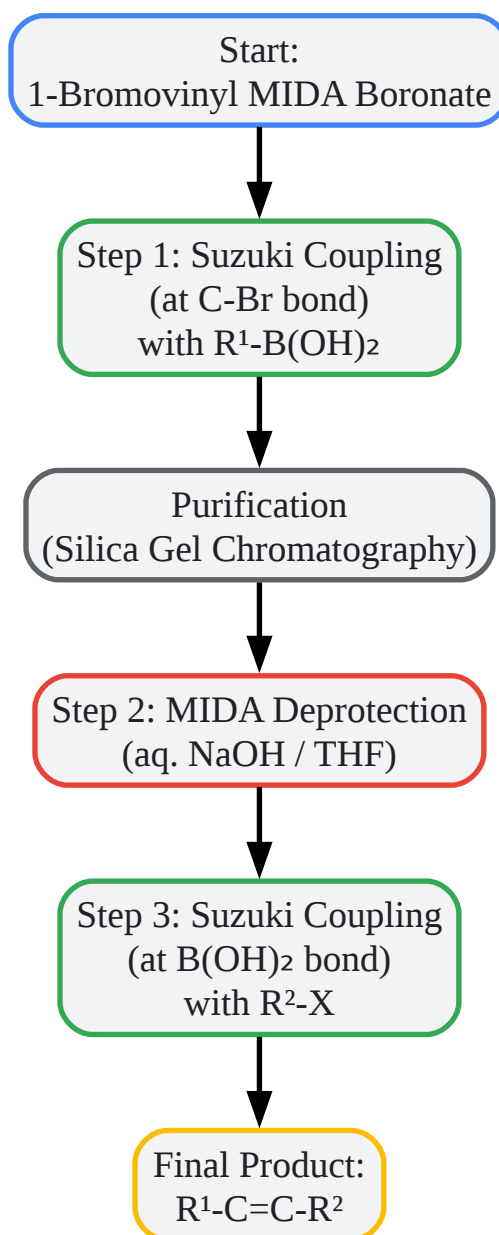 Start:
1-Bromovinyl MIDA Boronate
Step 1: Suzuki Coupling
(at C-Br bond)
with R¹-B(OH)₂
Purification
(Silica Gel Chromatography)
Step 2: MIDA Deprotection
(aq. NaOH / THF)
Step 3: Suzuki Coupling
(at B(OH)₂ bond)
with R²-X
Final Product:
R¹-C=C-R²